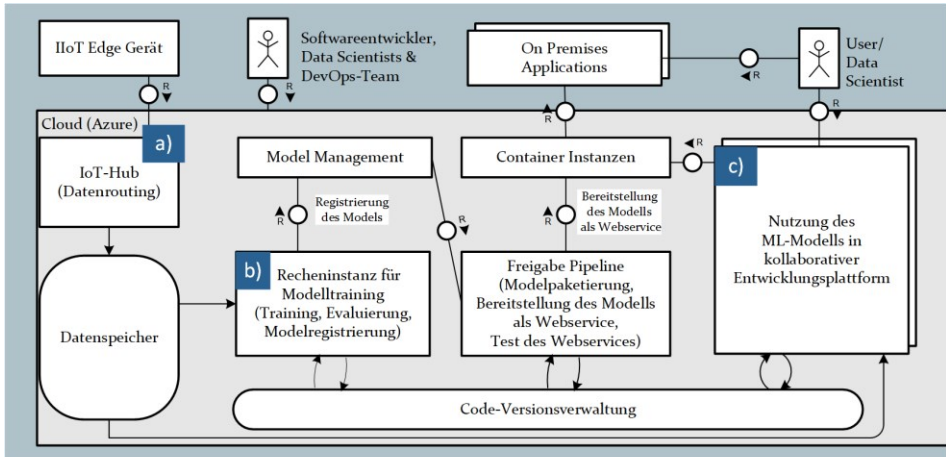 IIoT Edge Gerät
R
Softwareentwickler,
Data Scientists &
DevOps-Team
R
On Premises
Applications
R
User/
Data
Scientist
R
R
Cloud (Azure)
a)
IoT-Hub
(Datenrouting)
Model Management
Container Instanzen
R
c)
Registrierung
des Models
R
R
Bereitstellung
des Modells
als Webservice
R
Nutzung des
ML-Modells in
kollaborativer
Entwicklungsplattform
b)
Recheninstanz für
Modelltraining
(Training, Evaluierung,
Modelregistrierung)
Freigabe Pipeline
(Modelpaketierung,
Bereitstellung des Modells
als Webservice,
Test des Webservices)
Datenspeicher
Code-Versionsverwaltung